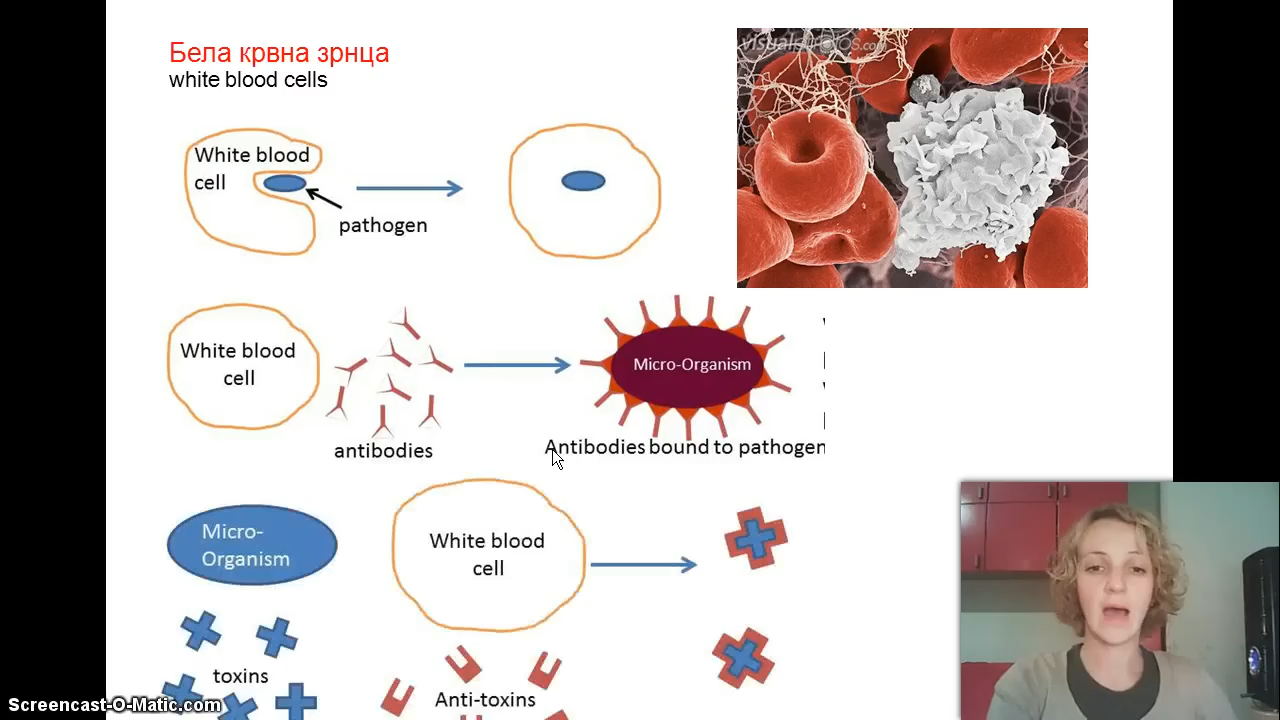 Бела крвна зрнца
white blood cells
White blood
cell
pathogen
White blood
cell
antibodies
Micro-Organism
Antibodies bound to pathogen
Micro-
Organism
toxins
White blood
cell
Anti-toxins
Screencast-O-Matic.com